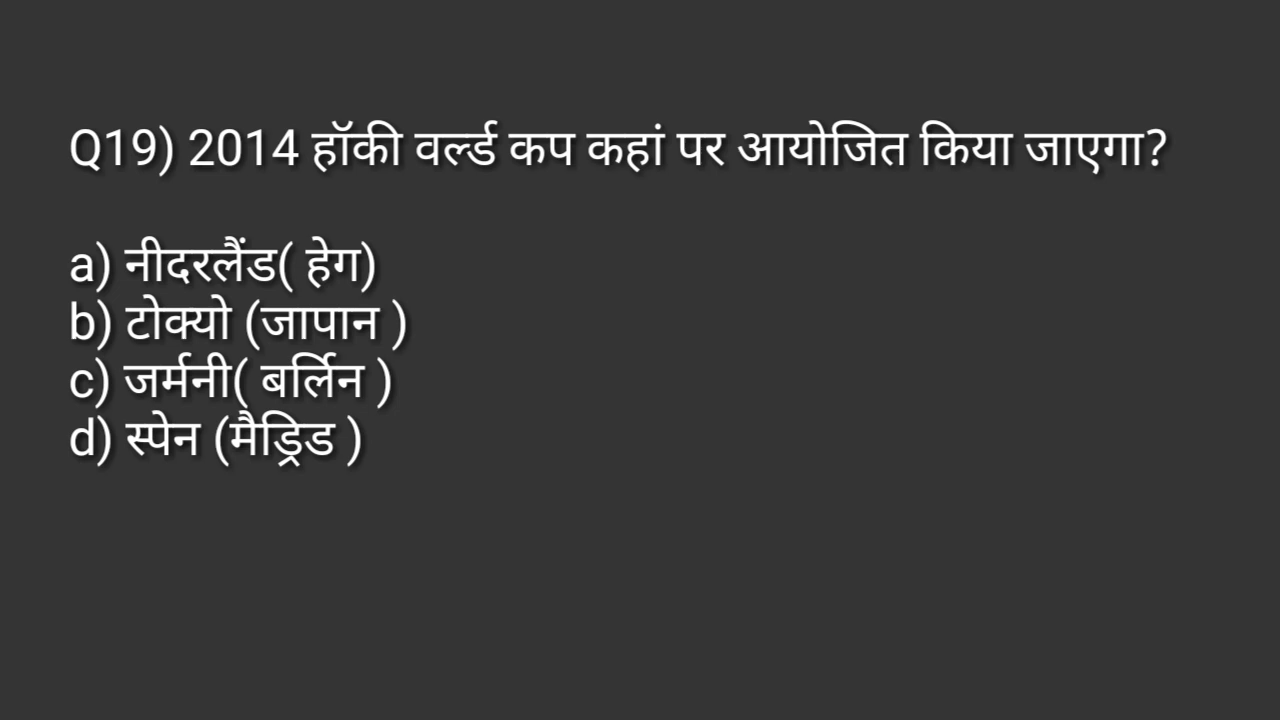 Q19) 2014 हॉकी वर्ल्ड कप कहां पर आयोजित किया जाएगा?
a) नीदरलैंड( हेग)
b) टोक्यो (जापान )
c) जर्मनी( बर्लिन )
d) स्पेन (मैड्रिड )